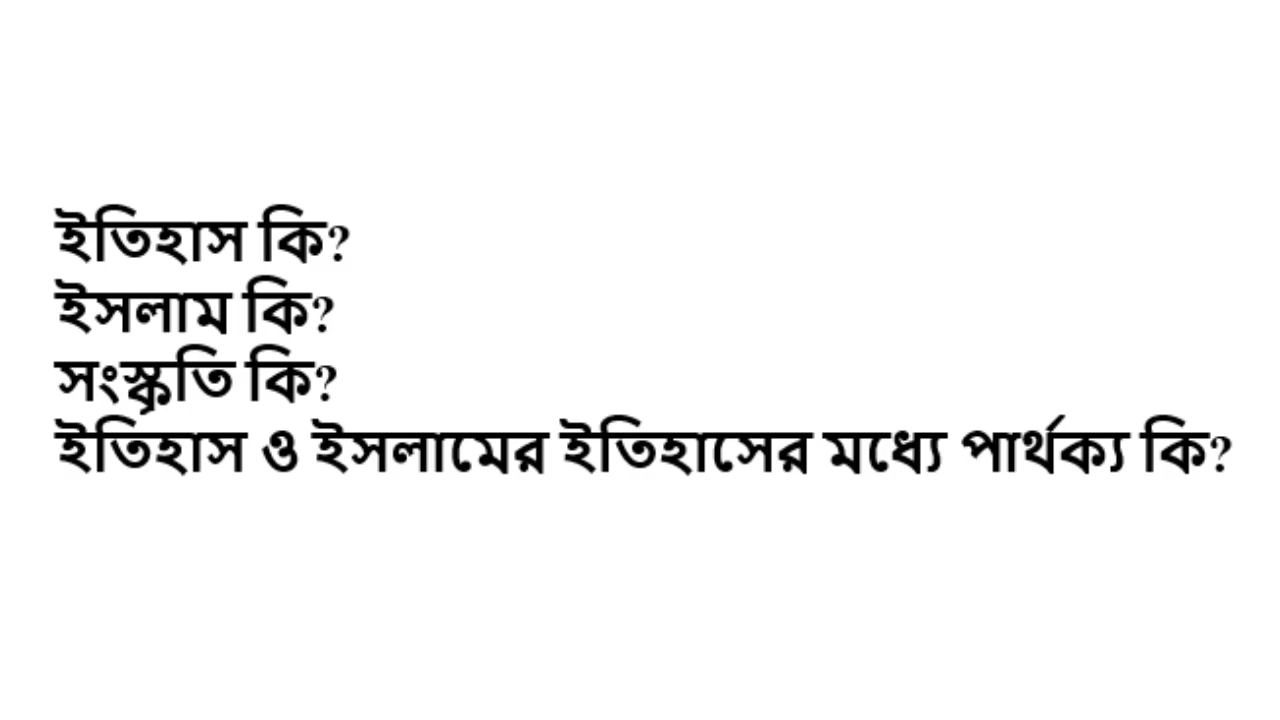 ইতিহাস কি?
ইসলাম কি?
সংস্কৃতি কি?
ইতিহাস ও ইসলামের ইতিহাসের মধ্যে পার্থক্য কি?